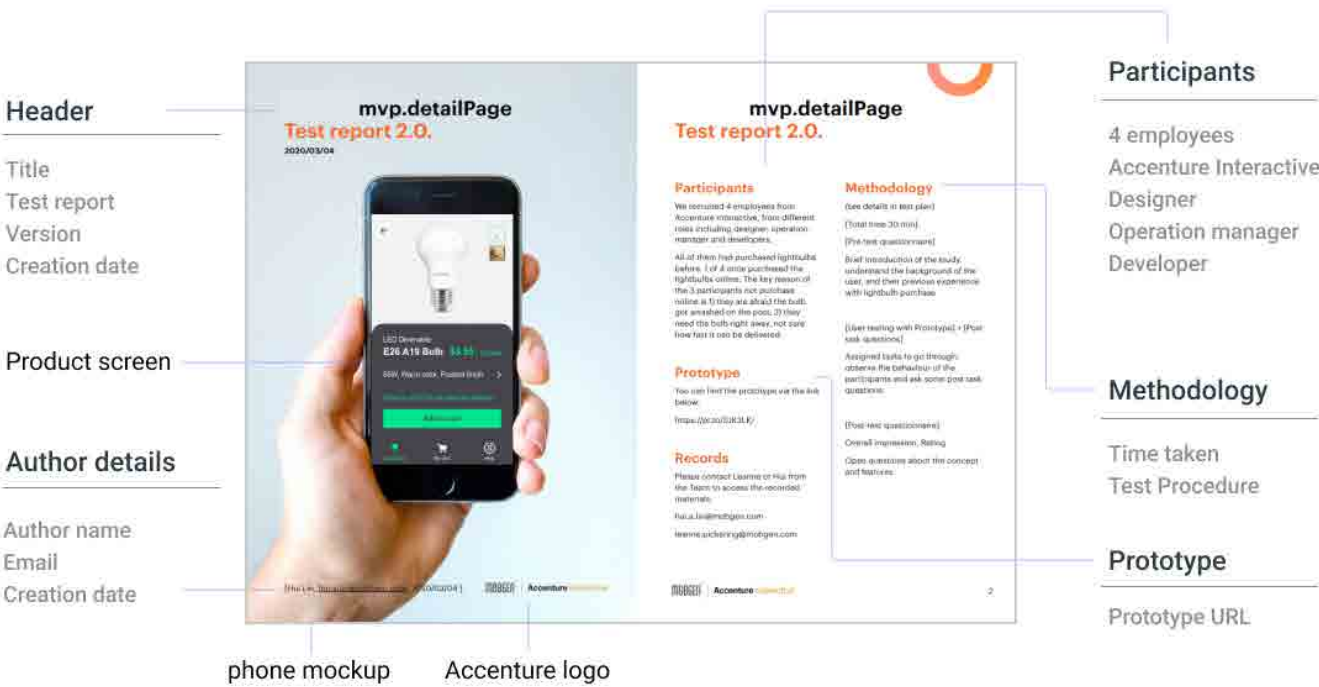 Header
Title
Test report
Version
Creation date
Product screen
Author details
Author name
Email
Creation date
mvp.detailPage
Test report 2.0.
2020/03/04
LED Dimmable
E26 A19 Bulb
MOBGEN | Accenture
phone mockup
Accenture logo
mvp.detailPage
Test report 2.0.
Participants
We recruited 4 employees from
Accenture Interactive, from different
roles including designer, operation
manager and developers.
All of them had purchased lightbulbs
before. 1 of 4 once purchased the
lightbulbs online. The key reason of
the 3 participants not purchase
online is 1) they are afraid the bulb
got smashed on the post, 2) they
need the bulb right away, not sure
how fast it can be delivered
Prototype
You can find the prototype via the link
below:
Records
Please contact Leanne or Hui from
the Team to access the recorded
materials.
Methodology
(see details in test plan)
[Total time 30 min]
[Pre-test questionnaire]
Brief introduction of the study,
understand the background of the
user, and their previous experience
with lightbulb purchase
[User testing with Prototype] + [Post
task questions]
Assigned tasks to go through,
observe the behaviour of the
participants and ask some post task
questions.
[Post-test questionnaire]
Overall impression, Rating
Open questions about the concept
and features.
MOBGEN | Accenture
2
Participants
4 employees
Accenture Interactive
Designer
Operation manager
Developer
Methodology
Time taken
Test Procedure
Prototype
Prototype URL